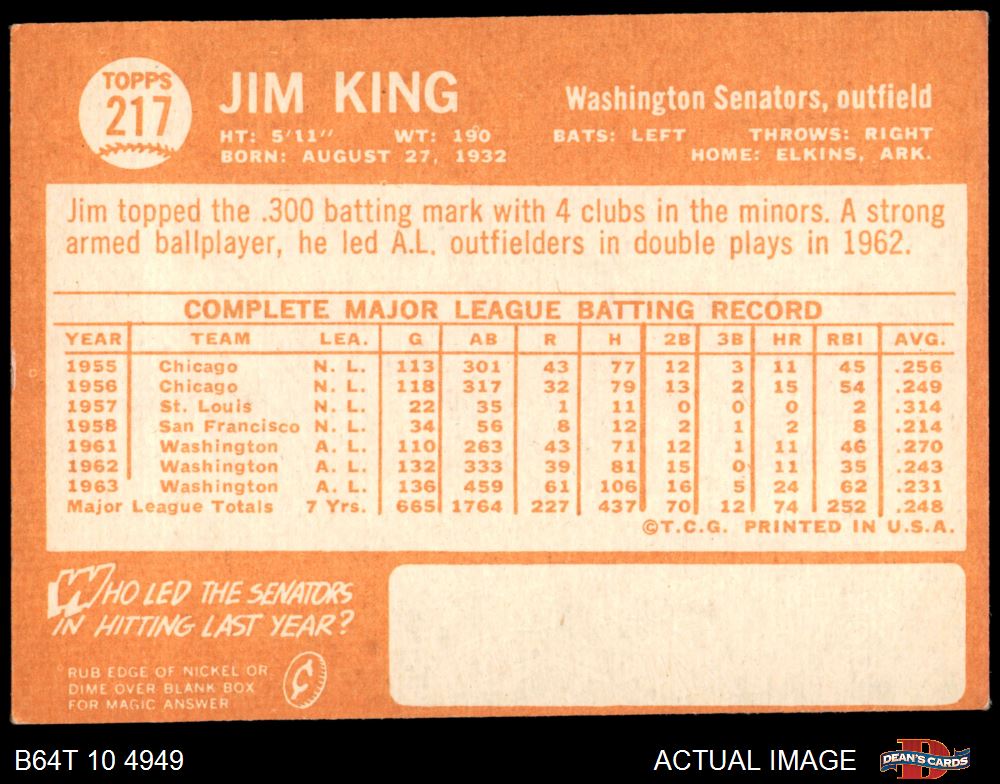 TOPPS
217
JIM KING
Washington Senators, outfield
HT: 5'11" WT: 190 BATS: LEFT THROWS: RIGHT
BORN: AUGUST 27, 1932 HOME: ELKINS, ARK.
Jim topped the .300 batting mark with 4 clubs in the minors. A strong
armed ballplayer, he led A.L. outfielders in double plays in 1962.
COMPLETE MAJOR LEAGUE BATTING RECORD
YEAR TEAM LEA. G AB R H 2B 3B HR RBI AVG.
1955 Chicago N. L. 113 301 43 77 12 3 11 45 .256
1956 Chicago N. L. 118 317 32 79 13 2 15 54 .249
1957 St. Louis N. L. 22 35 1 11 0 0 0 2 .314
1958 San Francisco N. L. 34 56 8 12 2 1 2 8 .214
1961 Washington A. L. 110 263 43 71 12 1 11 46 .270
1962 Washington A. L. 132 333 39 81 15 0 11 35 .243
1963 Washington A. L. 136 459 61 106 16 5 24 62 .231
Major League Totals 7 Yrs. 665 1764 227 437 70 12 74 252 .248
©T.C.G. PRINTED IN U.S.A.
WHO LED THE SENATORS
IN HITTING LAST YEAR?
RUB EDGE OF NICKEL OR
DIME OVER BLANK BOX
FOR MAGIC ANSWER
¢
B64T 10 4949
ACTUAL IMAGE
D
DEAN'S CARDS